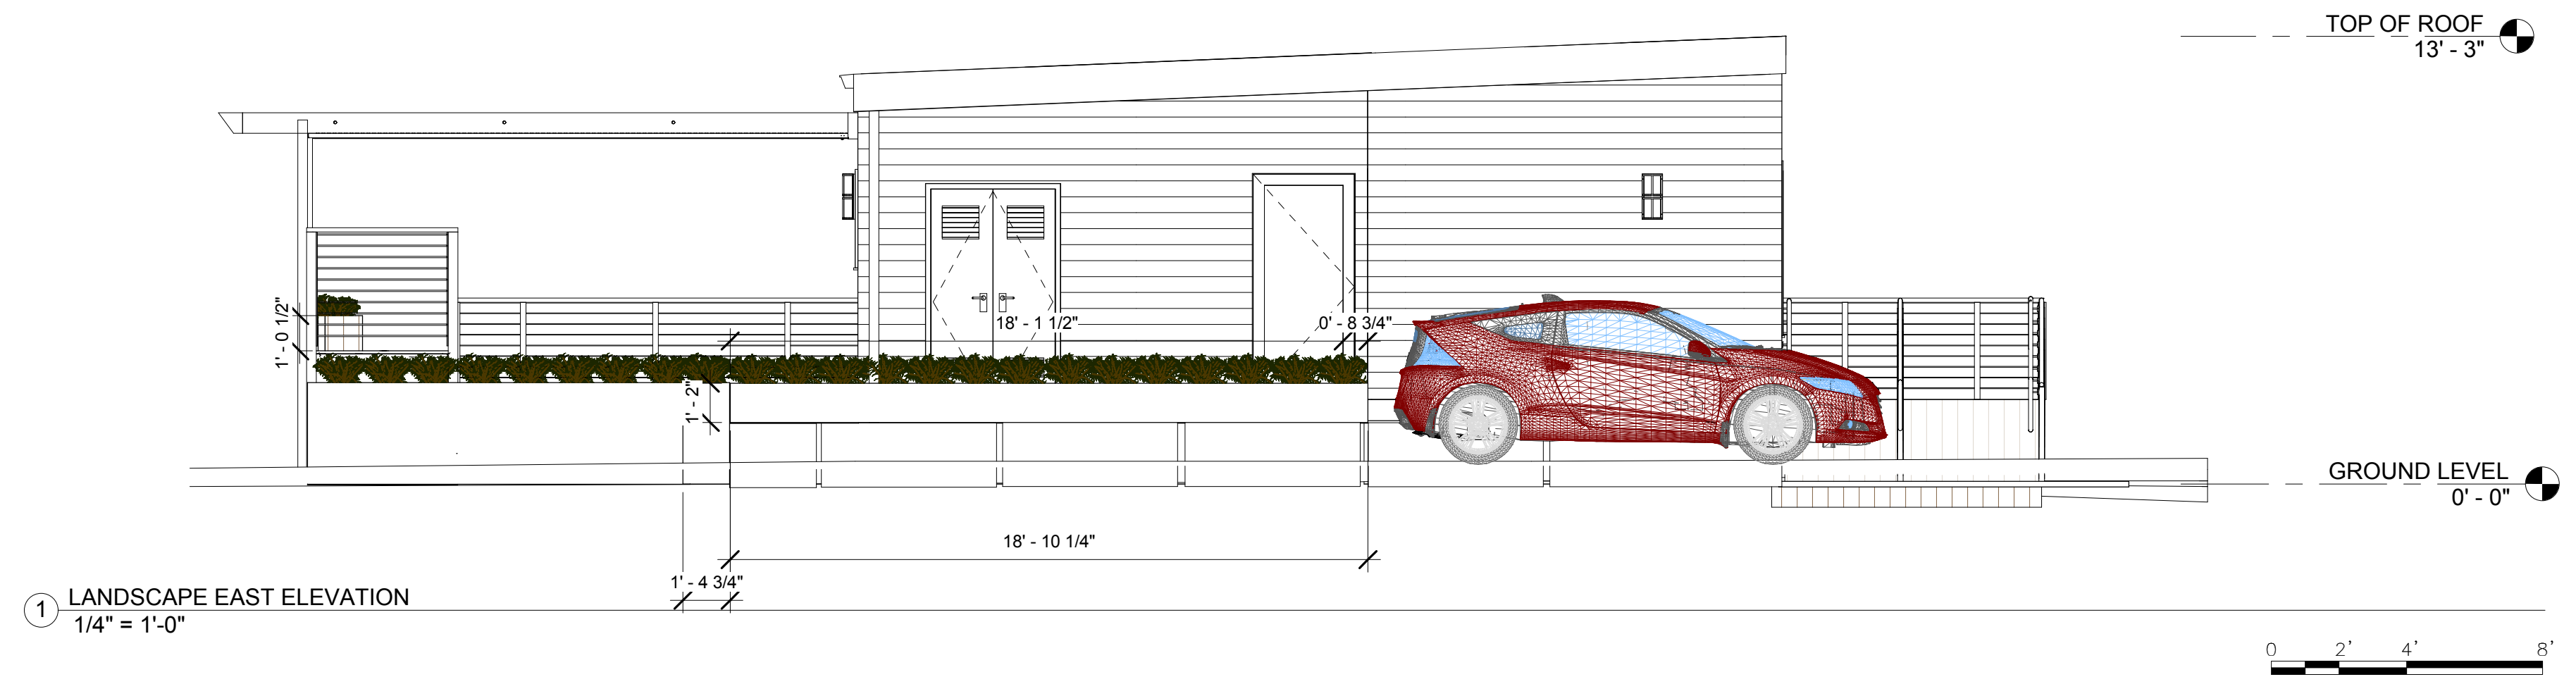 TOP OF ROOF
13' - 3"
1' - 0 1/2"
18' - 1 1/2"
0' - 8 3/4"
1' - 2"
GROUND LEVEL
0' - 0"
18' - 10 1/4"
1' - 4 3/4"
1 LANDSCAPE EAST ELEVATION
1/4" = 1'-0"
0 2' 4' 8'